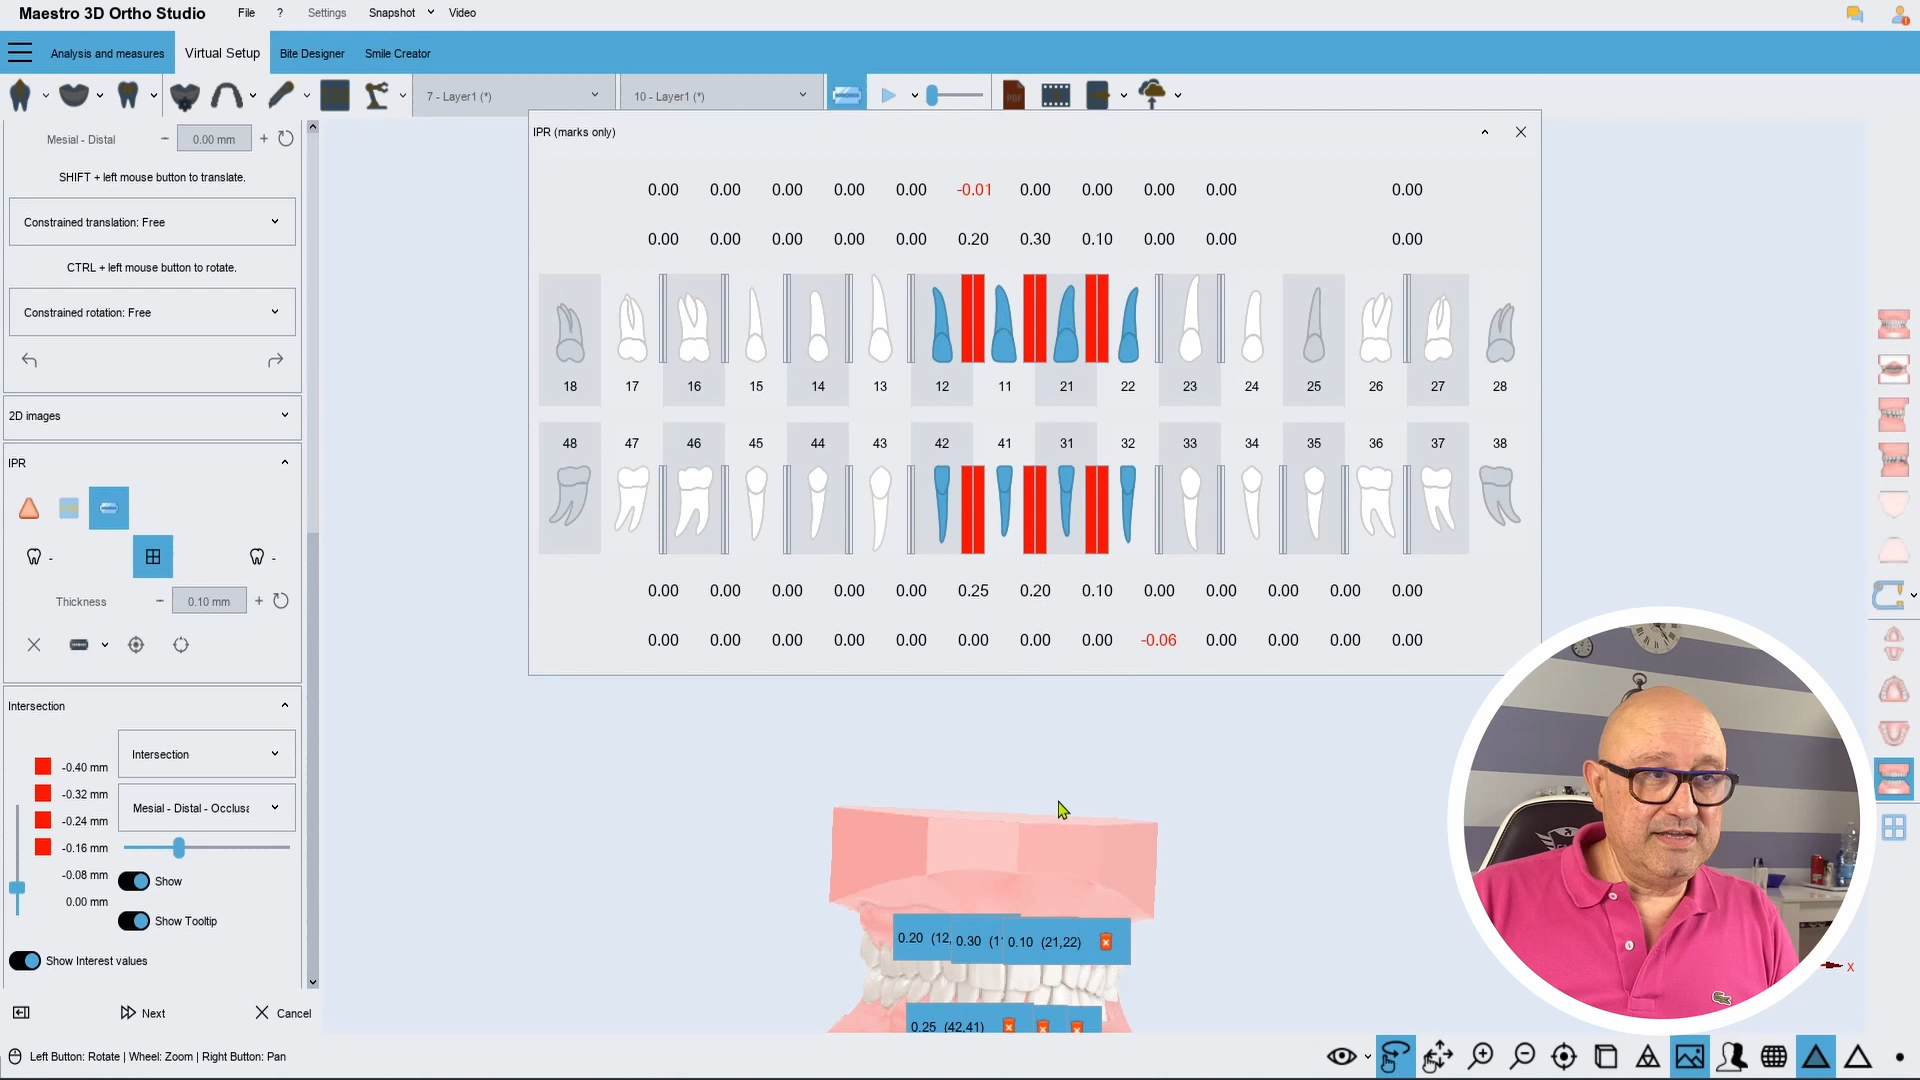 Maestro 3D Ortho Studio File ? Settings Snapshot Video
Analysis and measures Virtual Setup Bite Designer Smile Creator
7 - Layer1 (*) 10 - Layer1 (*)
PDF
Mesial - Distal − 0.00 mm +
SHIFT + left mouse button to translate.
Constrained translation: Free
CTRL + left mouse button to rotate.
Constrained rotation: Free
2D images
IPR
- -
Thickness − 0.10 mm +
Intersection
Intersection
Mesial - Distal - Occlusa
-0.40 mm
-0.32 mm
-0.24 mm
-0.16 mm
-0.08 mm
0.00 mm
Show
Show Tooltip
Show Interest values
Next Cancel
Left Button: Rotate | Wheel: Zoom | Right Button: Pan
IPR (marks only)
0.00 0.00 0.00 0.00 0.00 -0.01 0.00 0.00 0.00 0.00 0.00
0.00 0.00 0.00 0.00 0.00 0.20 0.30 0.10 0.00 0.00 0.00
18 17 16 15 14 13 12 11 21 22 23 24 25 26 27 28
48 47 46 45 44 43 42 41 31 32 33 34 35 36 37 38
0.00 0.00 0.00 0.00 0.00 0.25 0.20 0.10 0.00 0.00 0.00 0.00 0.00
0.00 0.00 0.00 0.00 0.00 0.00 0.00 0.00 -0.06 0.00 0.00 0.00 0.00
0.20 (12, 0.30 (1 0.10 (21,22)
0.25 (42,41)
X